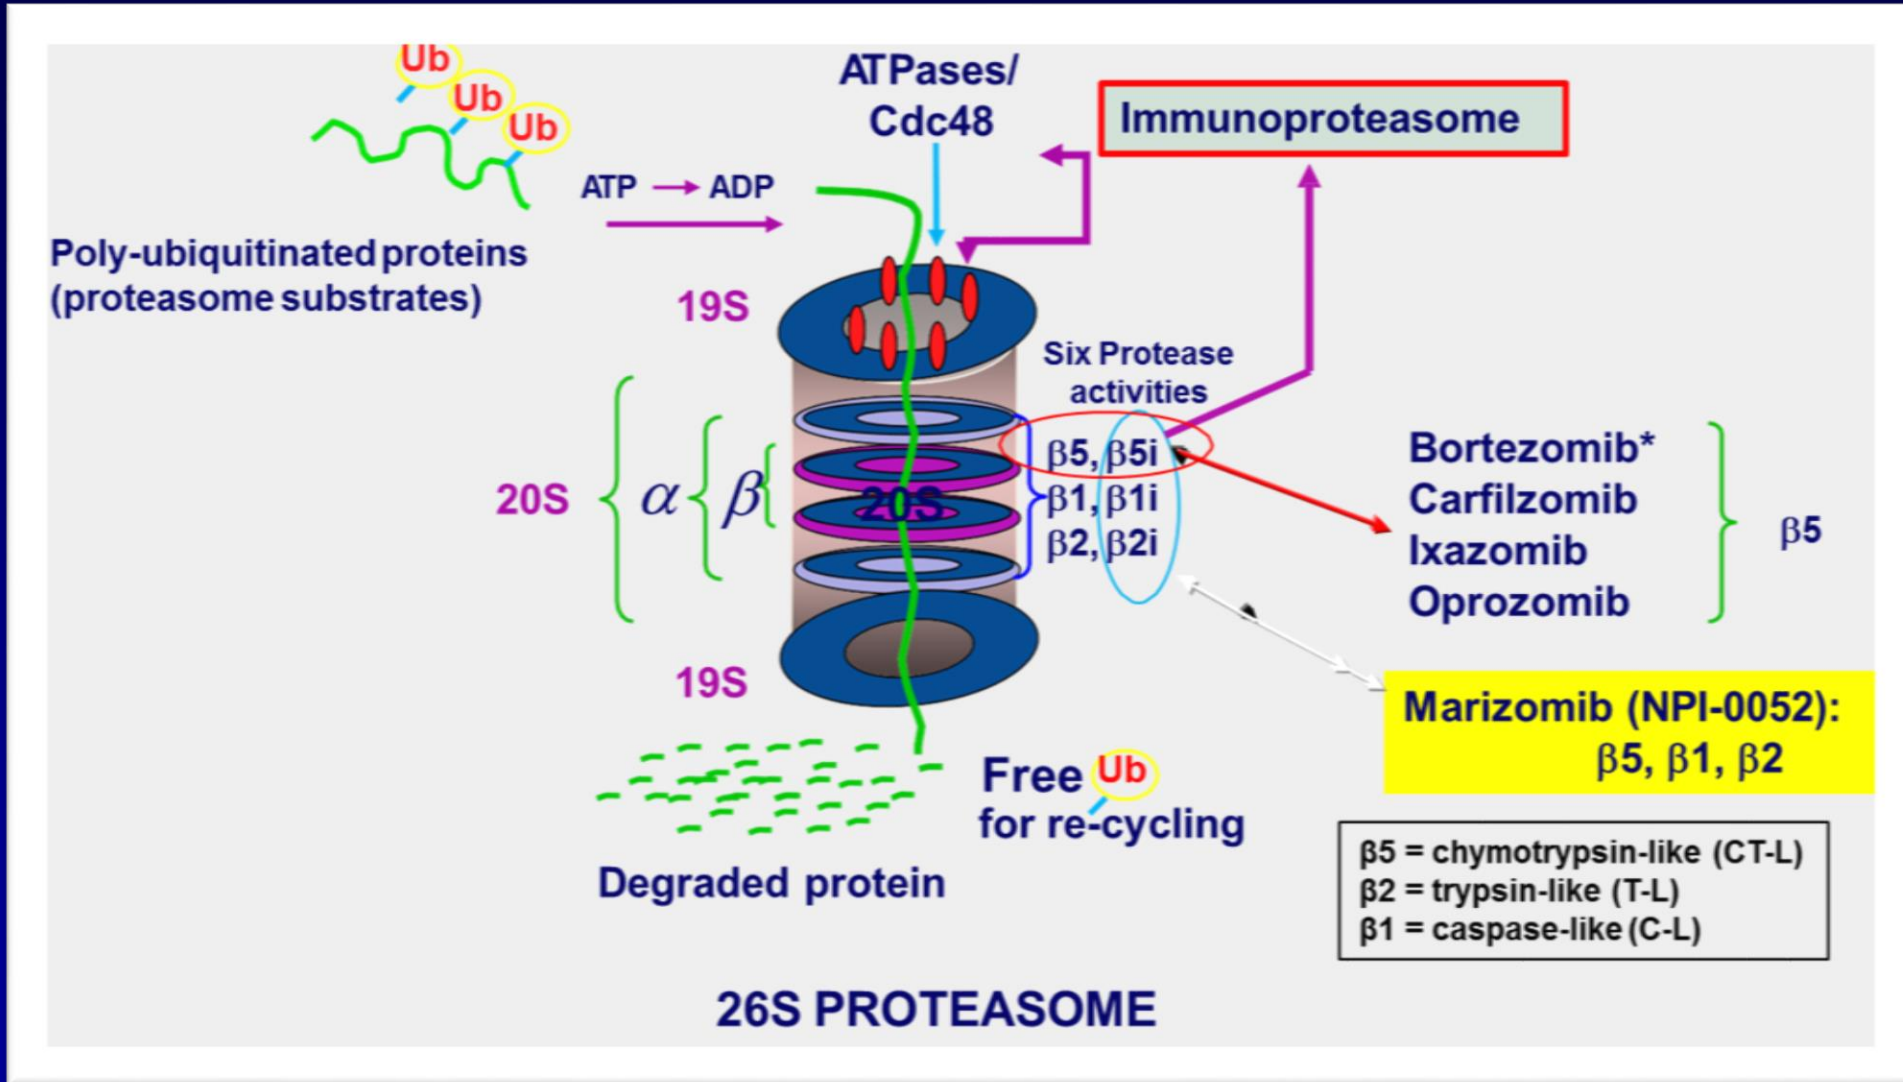 Ub
Ub
Ub
Poly-ubiquitinated proteins
(proteasome substrates)
ATP → ADP
ATPases/
Cdc48
Immunoproteasome
19S
Six Protease
activities
20S
α
β
20S
β5, β5i
β1, β1i
β2, β2i
Bortezomib*
Carfilzomib
Ixazomib
Oprozomib
β5
19S
Marizomib (NPI-0052):
β5, β1, β2
Free Ub
for re-cycling
Degraded protein
β5 = chymotrypsin-like (CT-L)
β2 = trypsin-like (T-L)
β1 = caspase-like (C-L)
26S PROTEASOME